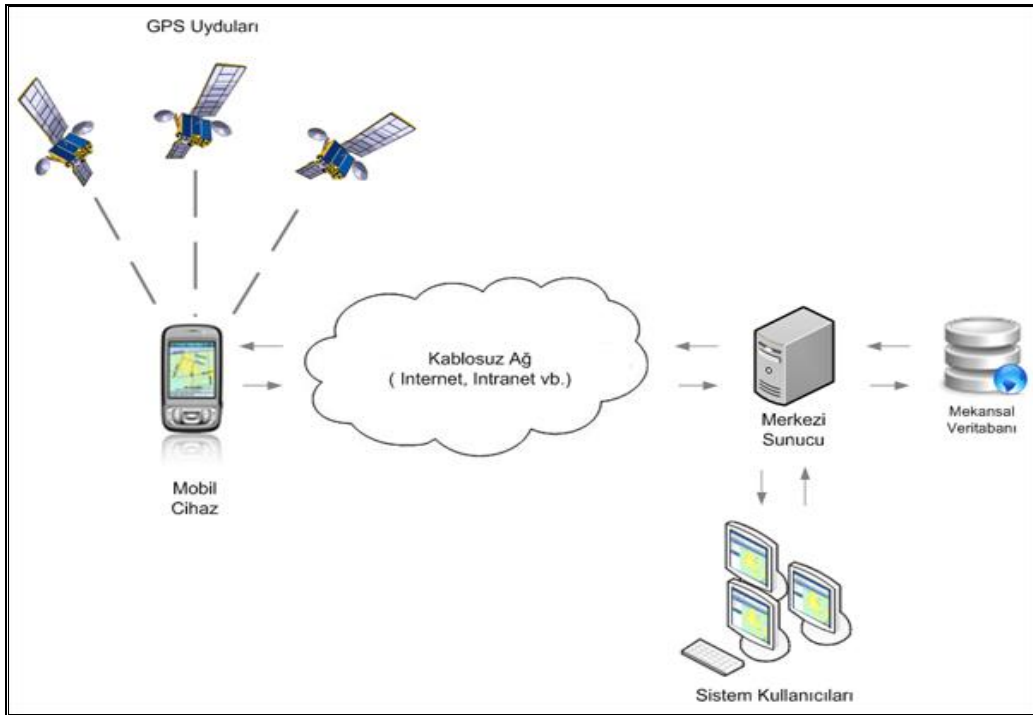 GPS Uyduları
Kablosuz Ağ
( Internet, Intranet vb.)
Mobil
Cihaz
Merkezi
Sunucu
Mekansal
Veritabanı
Sistem Kullanıcıları